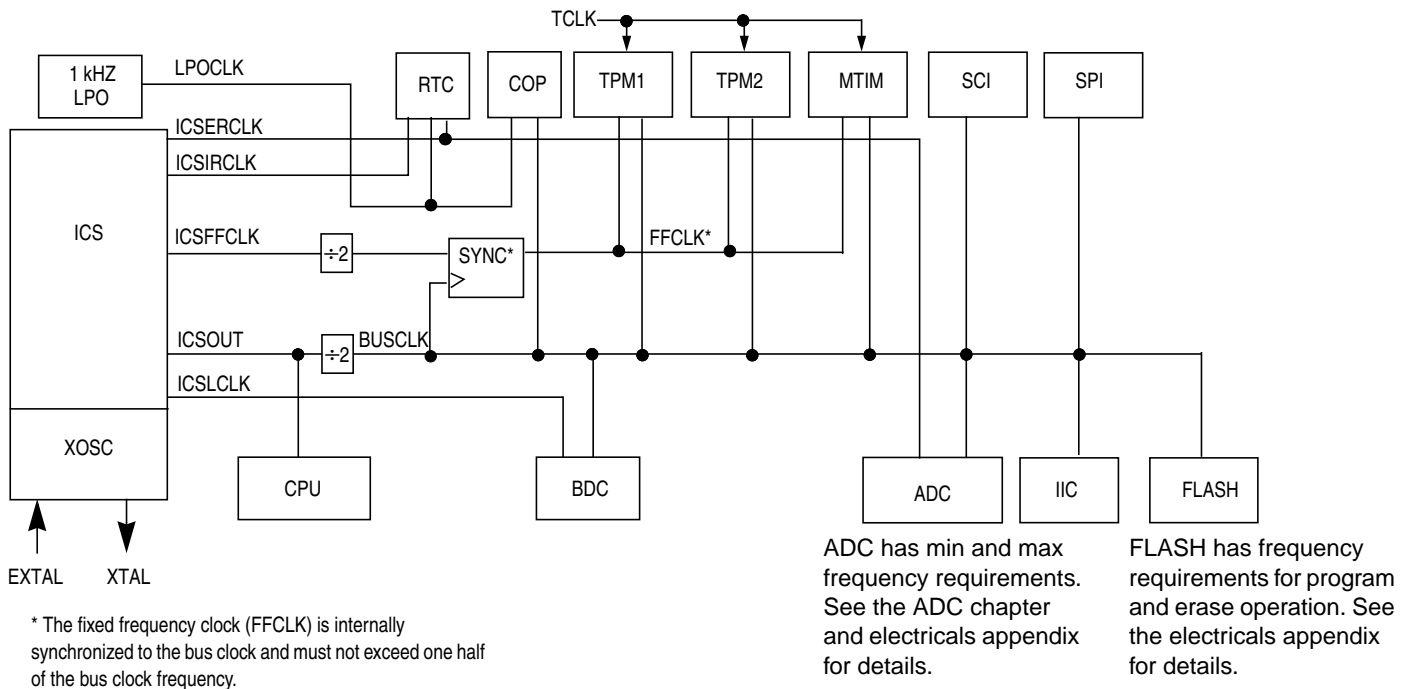 TCLK
1 kHZ
LPO
LPOCLK
RTC
COP
TPM1
TPM2
MTIM
SCI
SPI
ICSERCLK
ICSIRCLK
ICS
ICSFFCLK
÷2
SYNC*
FFCLK*
ICSOUT
÷2
BUSCLK
ICSLCLK
XOSC
CPU
BDC
ADC
IIC
FLASH
EXTAL
XTAL
ADC has min and max
frequency requirements.
See the ADC chapter
and electricals appendix
for details.
FLASH has frequency
requirements for program
and erase operation. See
the electricals appendix
for details.
* The fixed frequency clock (FFCLK) is internally
synchronized to the bus clock and must not exceed one half
of the bus clock frequency.